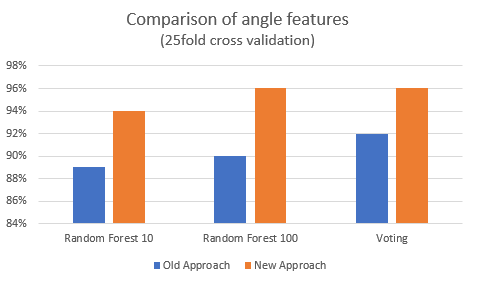 Comparison of angle features
(25fold cross validation)
98%
96%
94%
92%
90%
88%
86%
84%
Random Forest 10 Random Forest 100 Voting
Old Approach New Approach